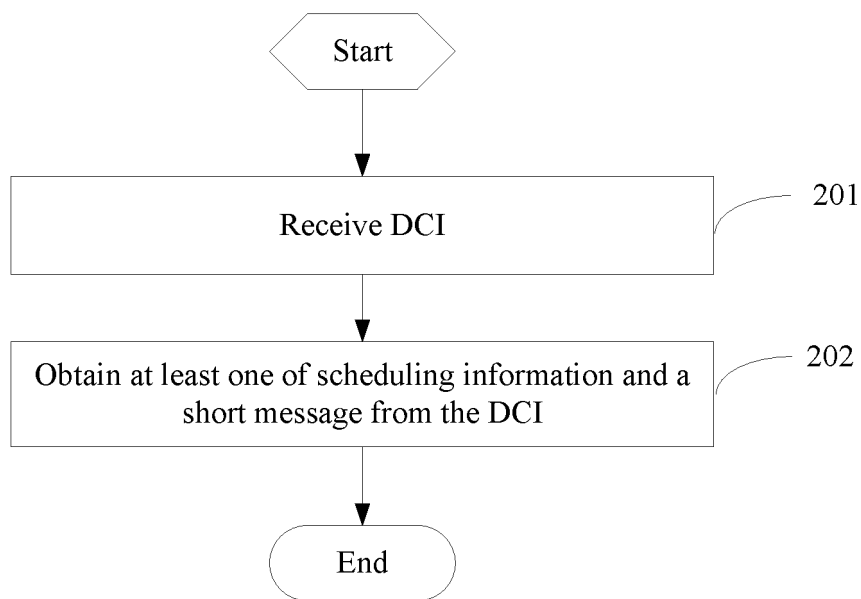 Start
Receive DCI
201
Obtain at least one of scheduling information and a
short message from the DCI
202
End